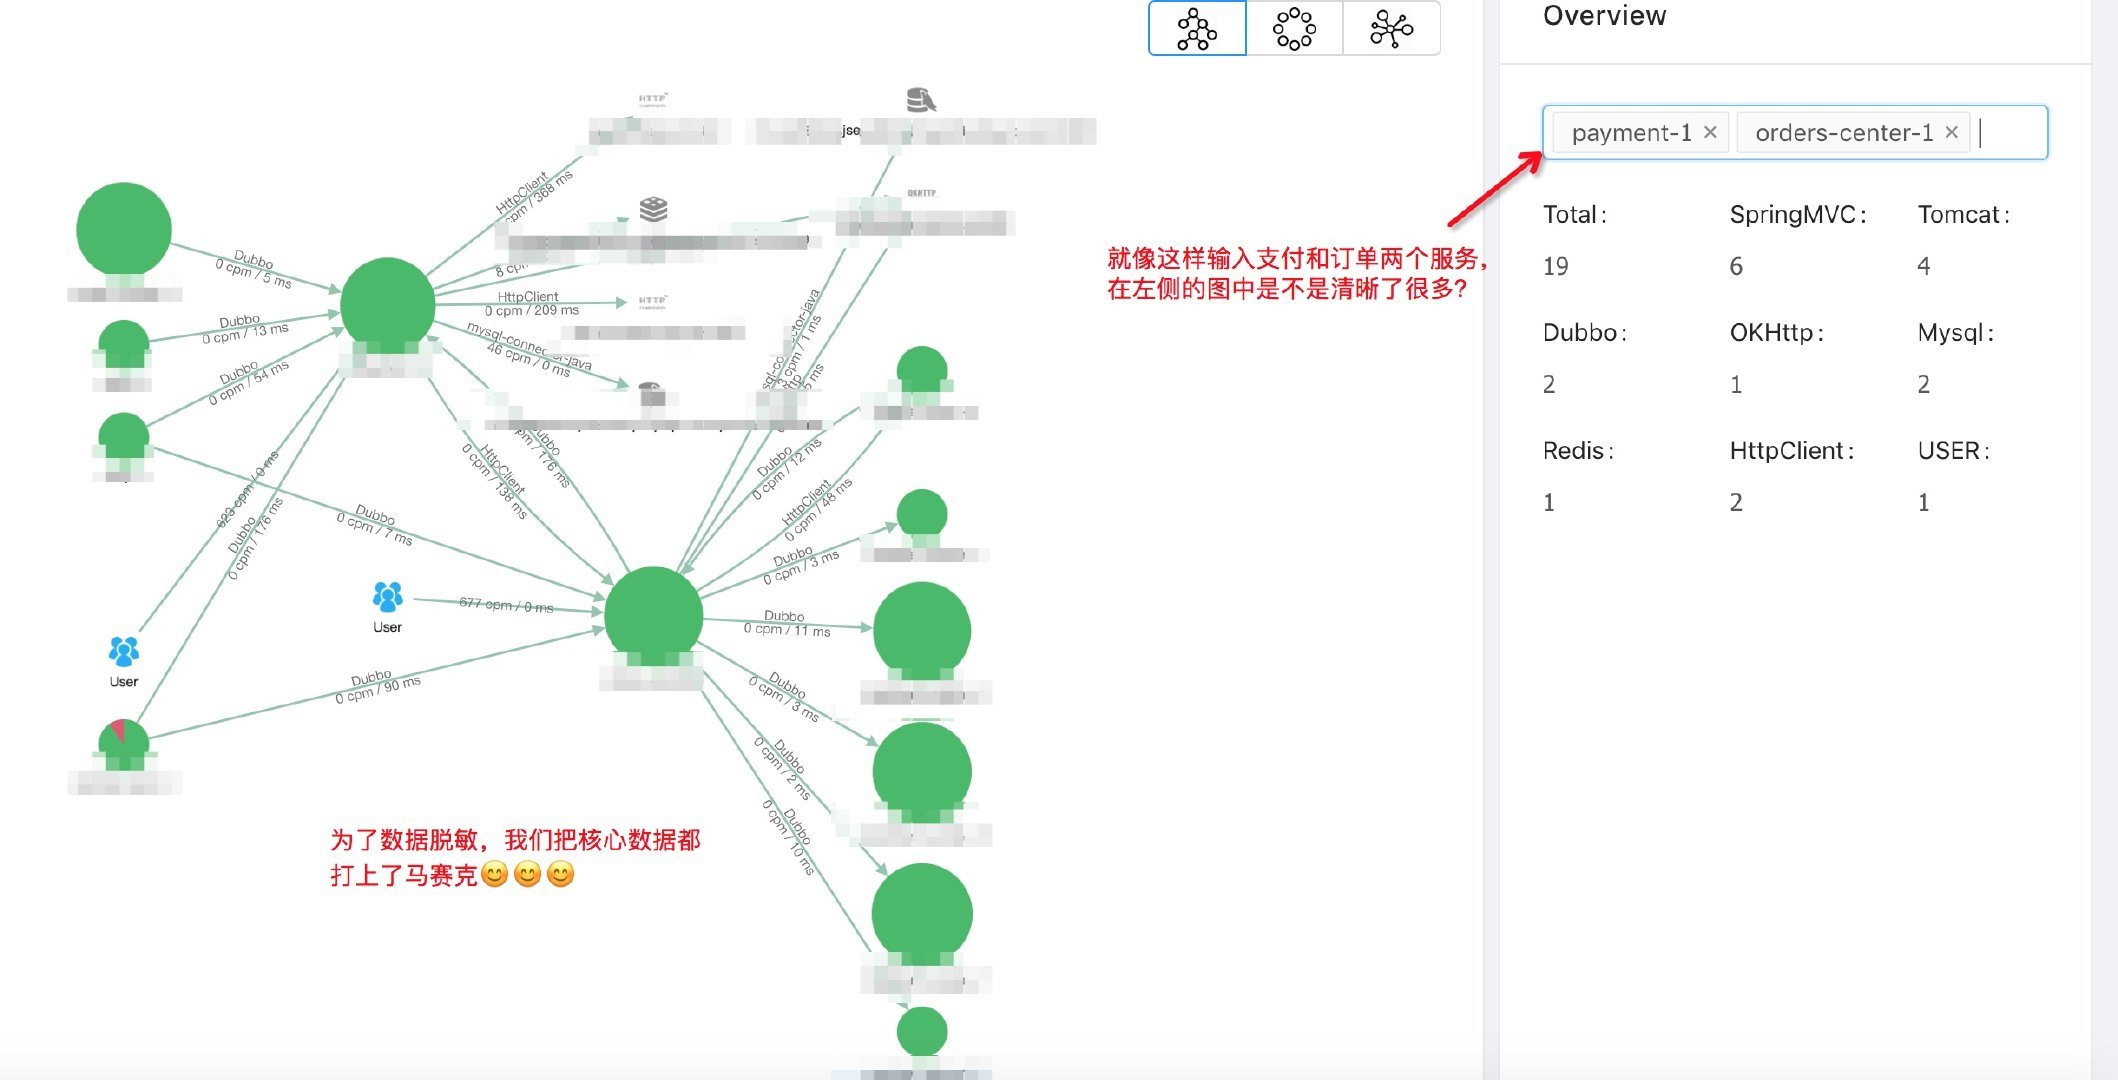 Overview
payment-1 ×
orders-center-1 ×
就像这样输入支付和订单两个服务，
在左侧的图中是不是清晰了很多?
Total:
SpringMVC:
Tomcat:
19
6
4
Dubbo:
OKHttp:
Mysql:
2
1
2
Redis:
HttpClient:
USER:
1
2
1
HTTP
jse
OKHTTP
HttpClient
cpm / 368 ms
Dubbo
0 cpm / 5 ms
8 cpm
HttpClient
0 cpm / 209 ms
HTTP
Dubbo
0 cpm / 13 ms
mysql-connector-java
46 cpm / 0 ms
Dubbo
0 cpm / 54 ms
HttpClient
0 cpm / 138 ms
Dubbo
cpm / 176 ms
623 cpm / 0 ms
Dubbo
0 cpm / 176 ms
Dubbo
0 cpm / 7 ms
Dubbo
0 cpm / 12 ms
HttpClient
0 cpm / 48 ms
Dubbo
0 cpm / 3 ms
677 cpm / 0 ms
User
Dubbo
0 cpm / 11 ms
User
Dubbo
0 cpm / 90 ms
Dubbo
0 cpm / 3 ms
Dubbo
0 cpm / 2 ms
Dubbo
0 cpm / 10 ms
为了数据脱敏，我们把核心数据都
打上了马赛克😊😊😊